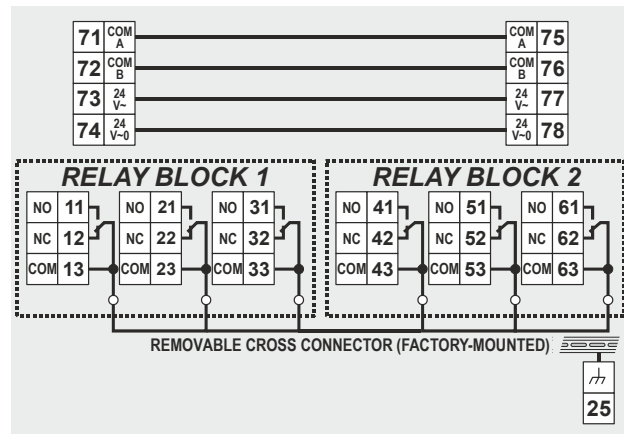 71 COM A COM A 75
72 COM B COM B 76
73 24 V~ 24 V~ 77
74 24 V~0 24 V~0 78
RELAY BLOCK 1 RELAY BLOCK 2
NO 11 NO 21 NO 31 NO 41 NO 51 NO 61
NC 12 NC 22 NC 32 NC 42 NC 52 NC 62
COM 13 COM 23 COM 33 COM 43 COM 53 COM 63
REMOVABLE CROSS CONNECTOR (FACTORY-MOUNTED)
25